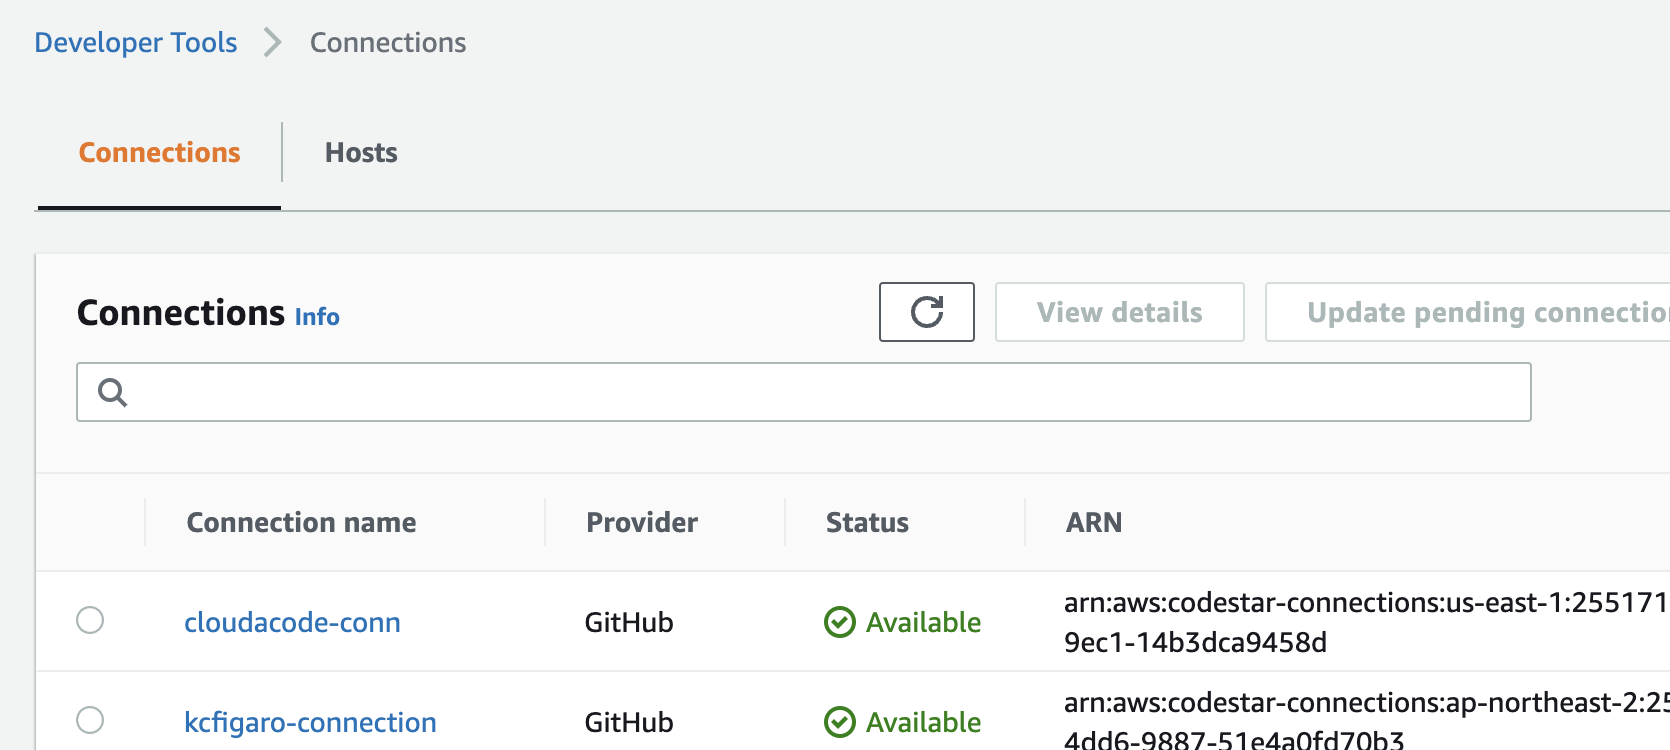 Developer Tools Connections
Connections Hosts
Connections Info View details Update pending connectio
Connection name Provider Status ARN
cloudacode-conn GitHub Available arn:aws:codestar-connections:us-east-1:255171
9ec1-14b3dca9458d
kcfigaro-connection GitHub Available arn:aws:codestar-connections:ap-northeast-2:25
4dd6-9887-51e4a0fd70b3